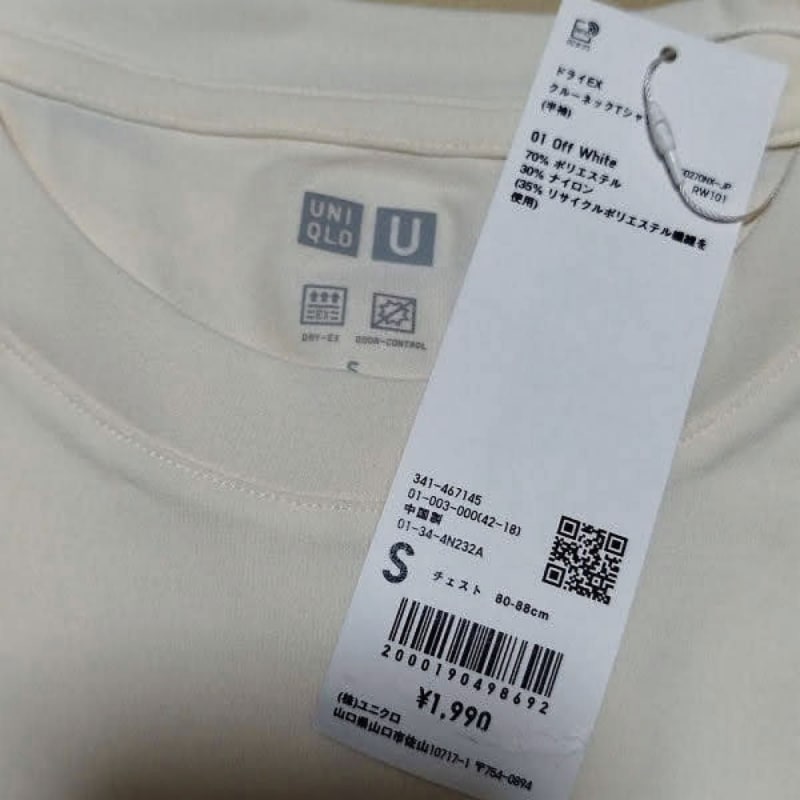 UNI
QLO
U
EX
DRY-EX
ODOR-CONTROL
S
ドライEX
クルーネックTシャ
(半袖)
01 Off White
70% ポリエステル
30% ナイロン
(35% リサイクルポリエステル繊維を
使用)
RW101
341-467145
01-003-000(42-18)
中国製
01-34-4N232A
S
チェスト 80-88cm
2000190498692
¥1,990
(株)ユニクロ
山口県山口市佐山10717-1 〒754-0894